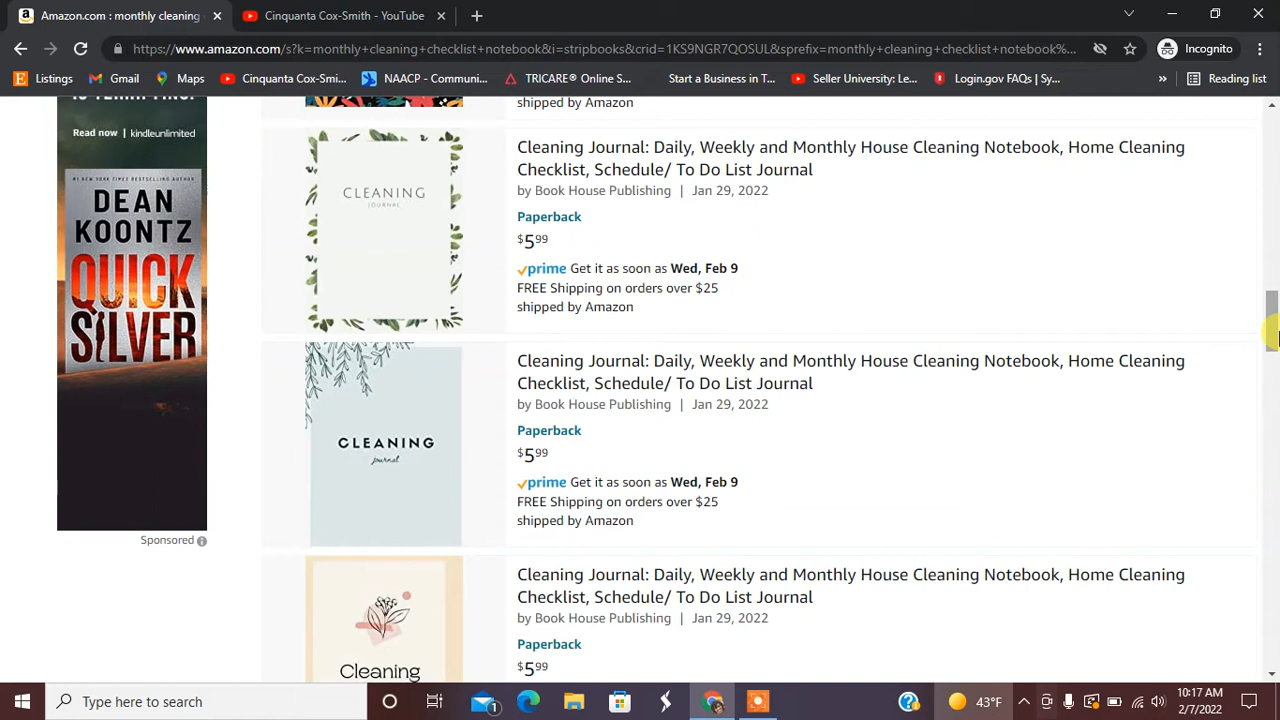 Amazon.com : monthly cleaning
Cinquanta Cox-Smith - YouTube
https://www.amazon.com/s?k=monthly+cleaning+checklist+notebook&i=stripbooks&crid=1KS9NGR7QOSUL&sprefix=monthly+cleaning+checklist+notebook%...
Incognito
Listings
Gmail
Maps
Cinquanta Cox-Smi...
NAACP - Communi...
TRICARE® Online S...
Start a Business in T...
Seller University: Le...
Login.gov FAQs | Sy...
Reading list
Read now | kindleunlimited
#1 NEW YORK TIMES BESTSELLING AUTHOR
DEAN
KOONTZ
QUICK
SILVER
Sponsored
shipped by Amazon
CLEANING
JOURNAL
Cleaning Journal: Daily, Weekly and Monthly House Cleaning Notebook, Home Cleaning
Checklist, Schedule/ To Do List Journal
by Book House Publishing | Jan 29, 2022
Paperback
$5.99
prime Get it as soon as Wed, Feb 9
FREE Shipping on orders over $25
shipped by Amazon
CLEANING
journal
Cleaning Journal: Daily, Weekly and Monthly House Cleaning Notebook, Home Cleaning
Checklist, Schedule/ To Do List Journal
by Book House Publishing | Jan 29, 2022
Paperback
$5.99
prime Get it as soon as Wed, Feb 9
FREE Shipping on orders over $25
shipped by Amazon
Cleaning
Cleaning Journal: Daily, Weekly and Monthly House Cleaning Notebook, Home Cleaning
Checklist, Schedule/ To Do List Journal
by Book House Publishing | Jan 29, 2022
Paperback
$5.99
Type here to search
1
43°F
10:17 AM
2/7/2022